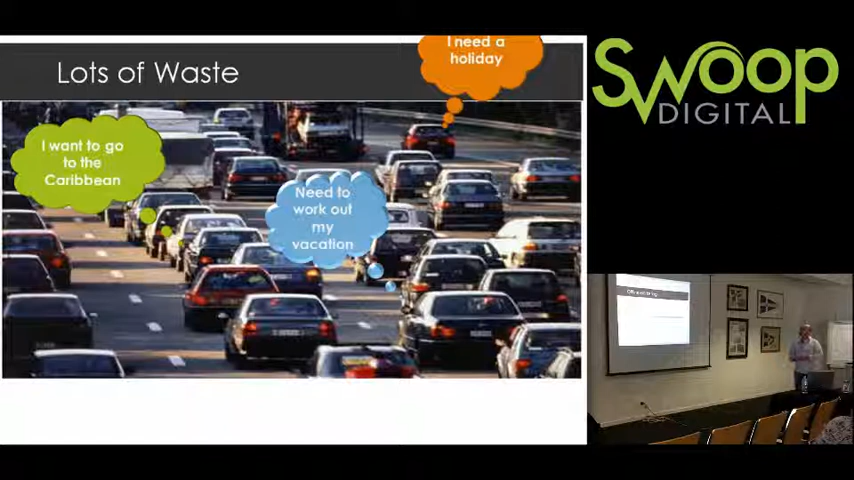 Lots of Waste
I need a
holiday
I want to go
to the
Caribbean
Need to
work out
my
vacation
Swoop
DIGITAL